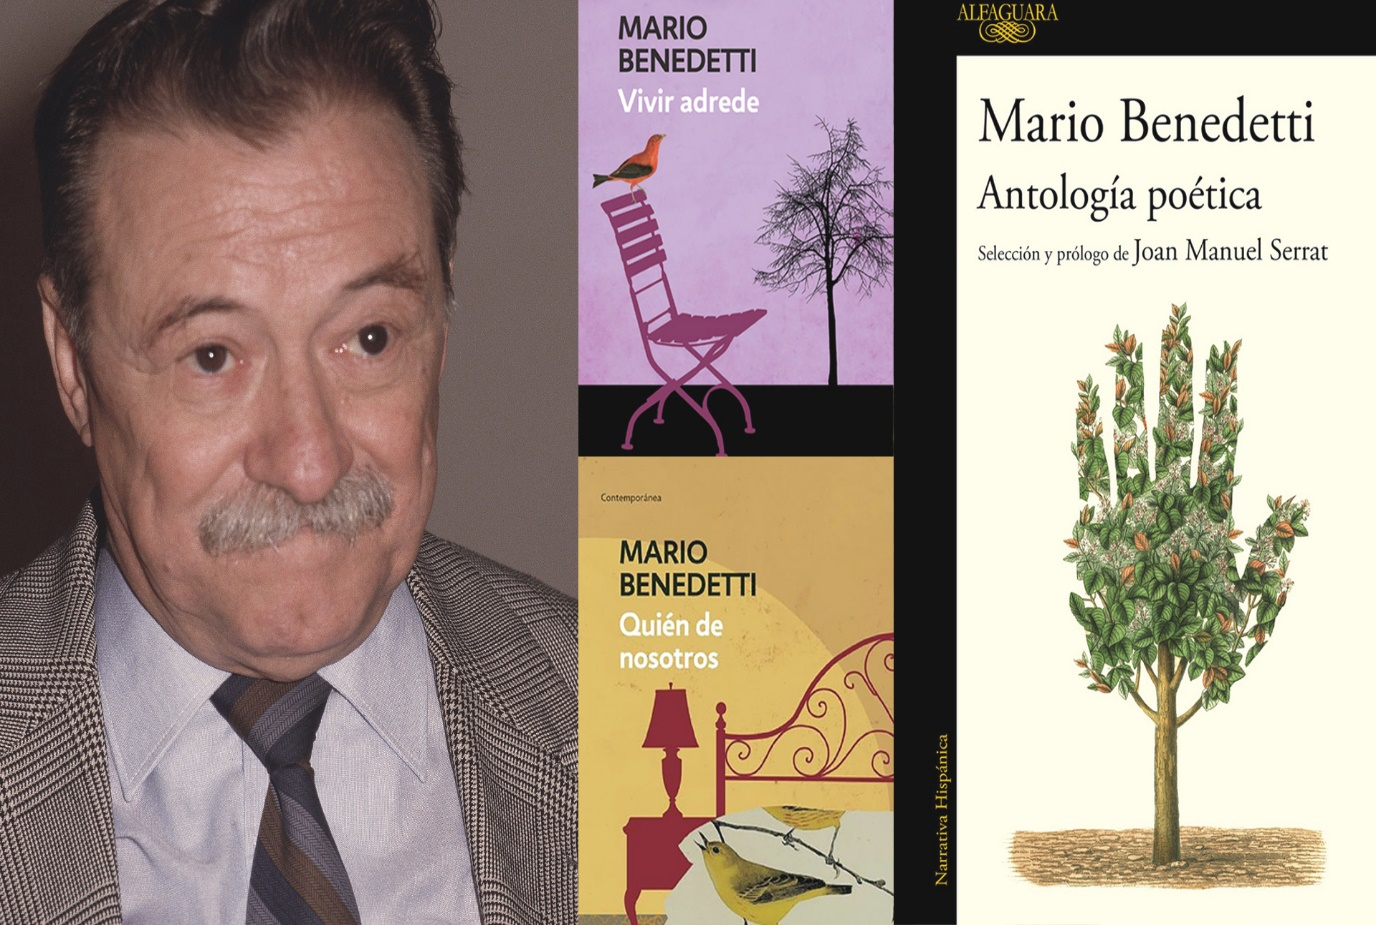 MARIO
BENEDETTI
Vivir adrede
Contemporánea
MARIO
BENEDETTI
Quién de
nosotros
ALFAGUARA
Mario Benedetti
Antología poética
Selección y prólogo de Joan Manuel Serrat
Narrativa Hispánica